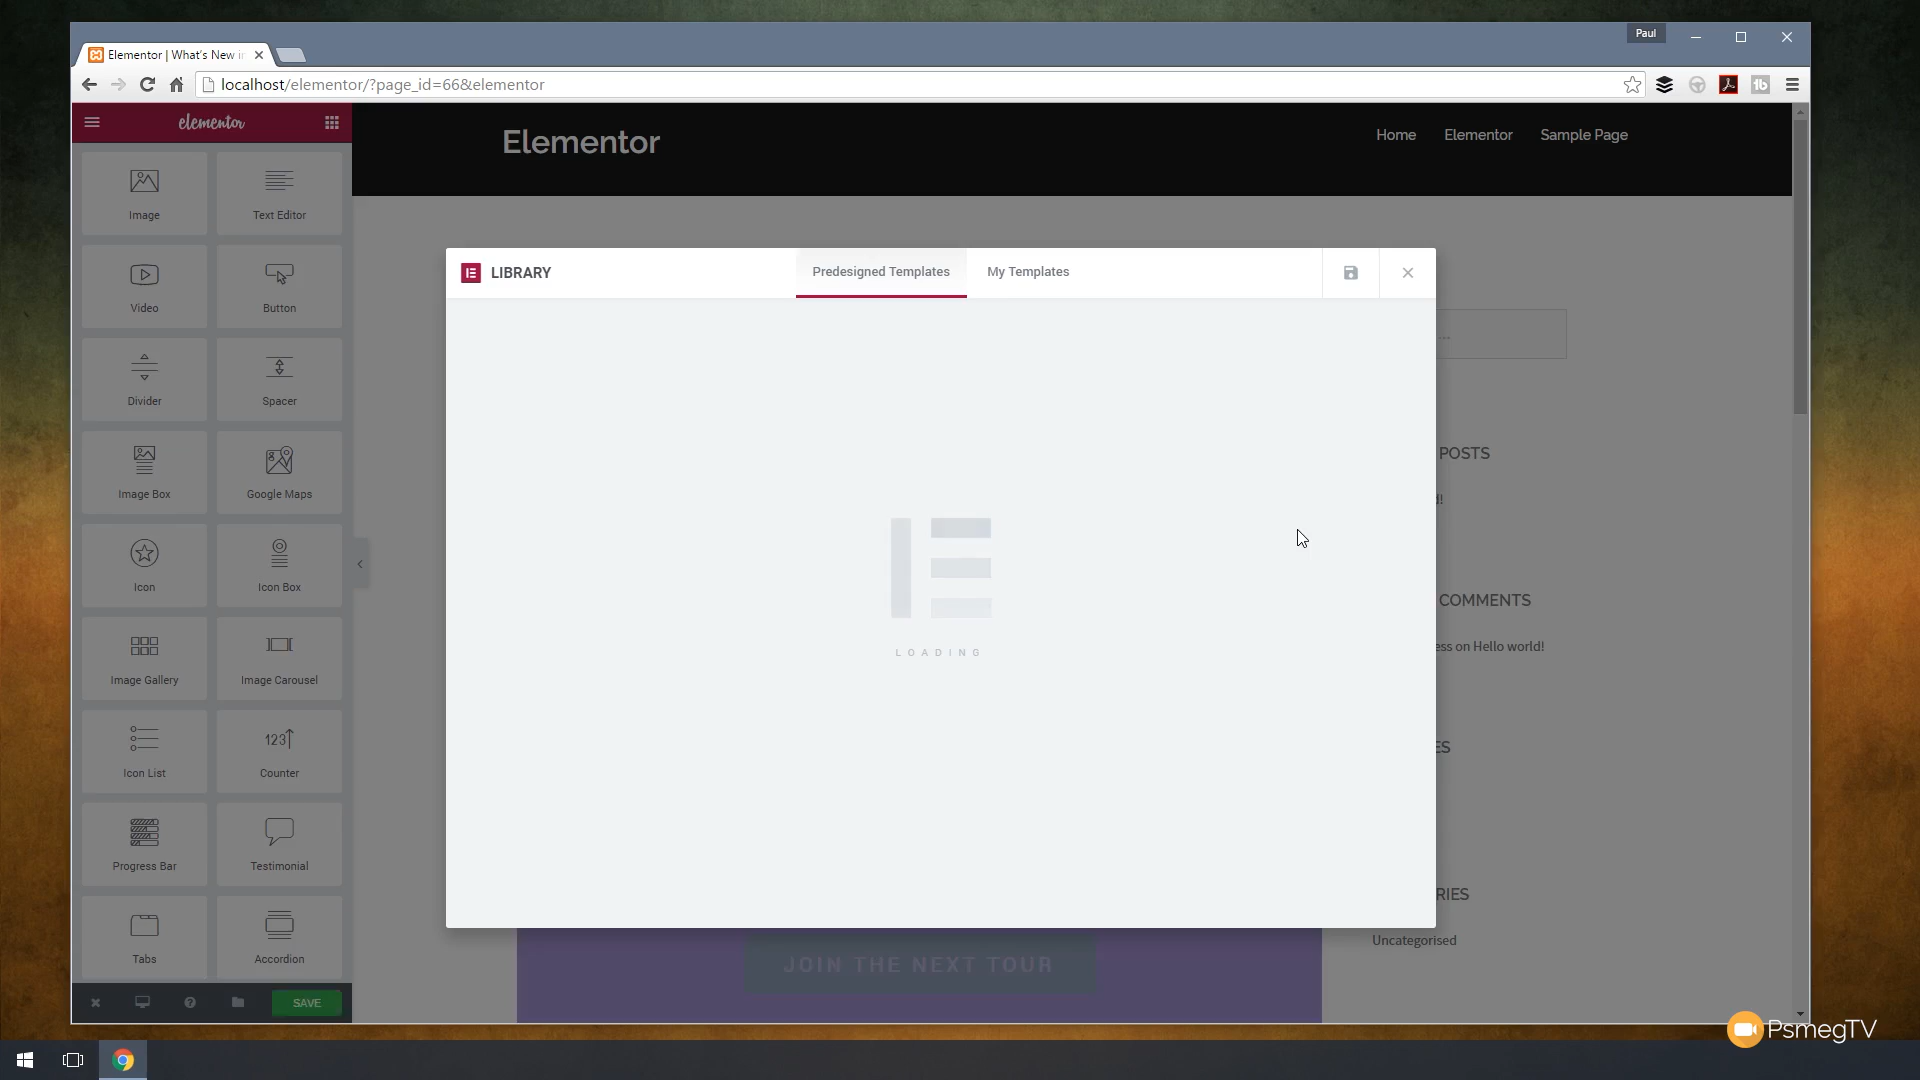 Paul
Elementor | What's New in
localhost/elementor/?page_id=66&elementor
elementor
Elementor
Home
Elementor
Sample Page
Image
Text Editor
LIBRARY
Predesigned Templates
My Templates
Video
Button
Divider
Spacer
POSTS
Image Box
Google Maps
Icon
Icon Box
COMMENTS
ess on Hello world!
LOADING
Image Gallery
Image Carousel
ES
123
Icon List
Counter
Progress Bar
Testimonial
RIES
Uncategorised
Tabs
Accordion
JOIN THE NEXT TOUR
SAVE
PsmegTV